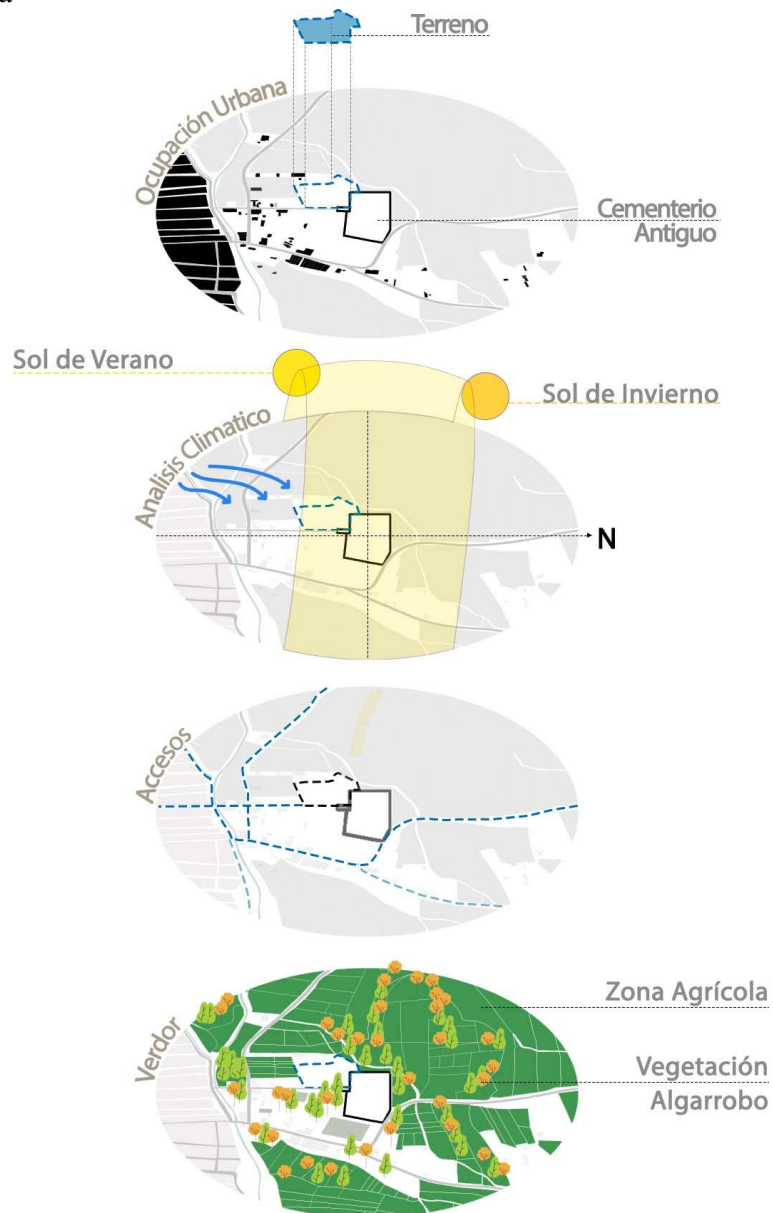 a
Terreno
Ocupación Urbana
Cementerio
Antiguo
Sol de Verano
Sol de Invierno
Analisis Climatico
N
Accesos
Zona Agrícola
Verdor
Vegetación
Algarrobo